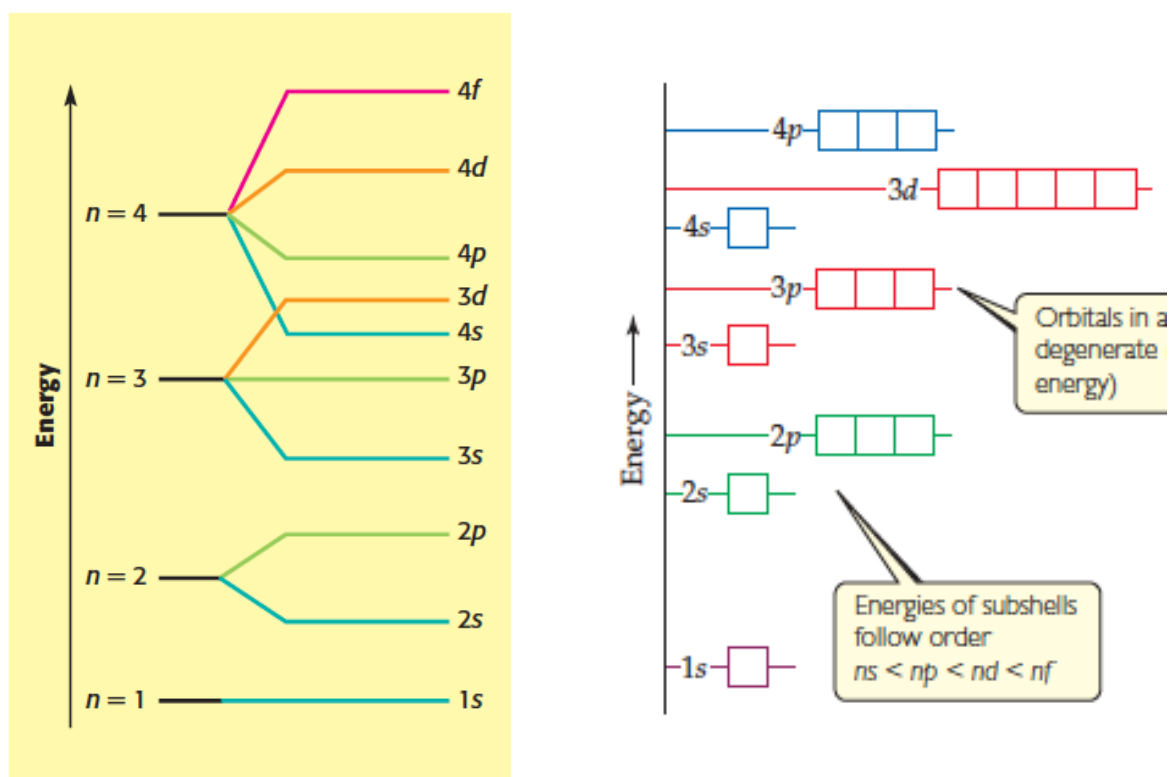 4f
4d
n = 4
4p
3d
4s
n = 3
3p
3s
2p
n = 2
2s
n = 1
1s
Energy
4p
3d
4s
3p
3s
2p
2s
1s
Energy
Orbitals in a
degenerate
energy)
Energies of subshells
follow order
ns < np < nd < nf